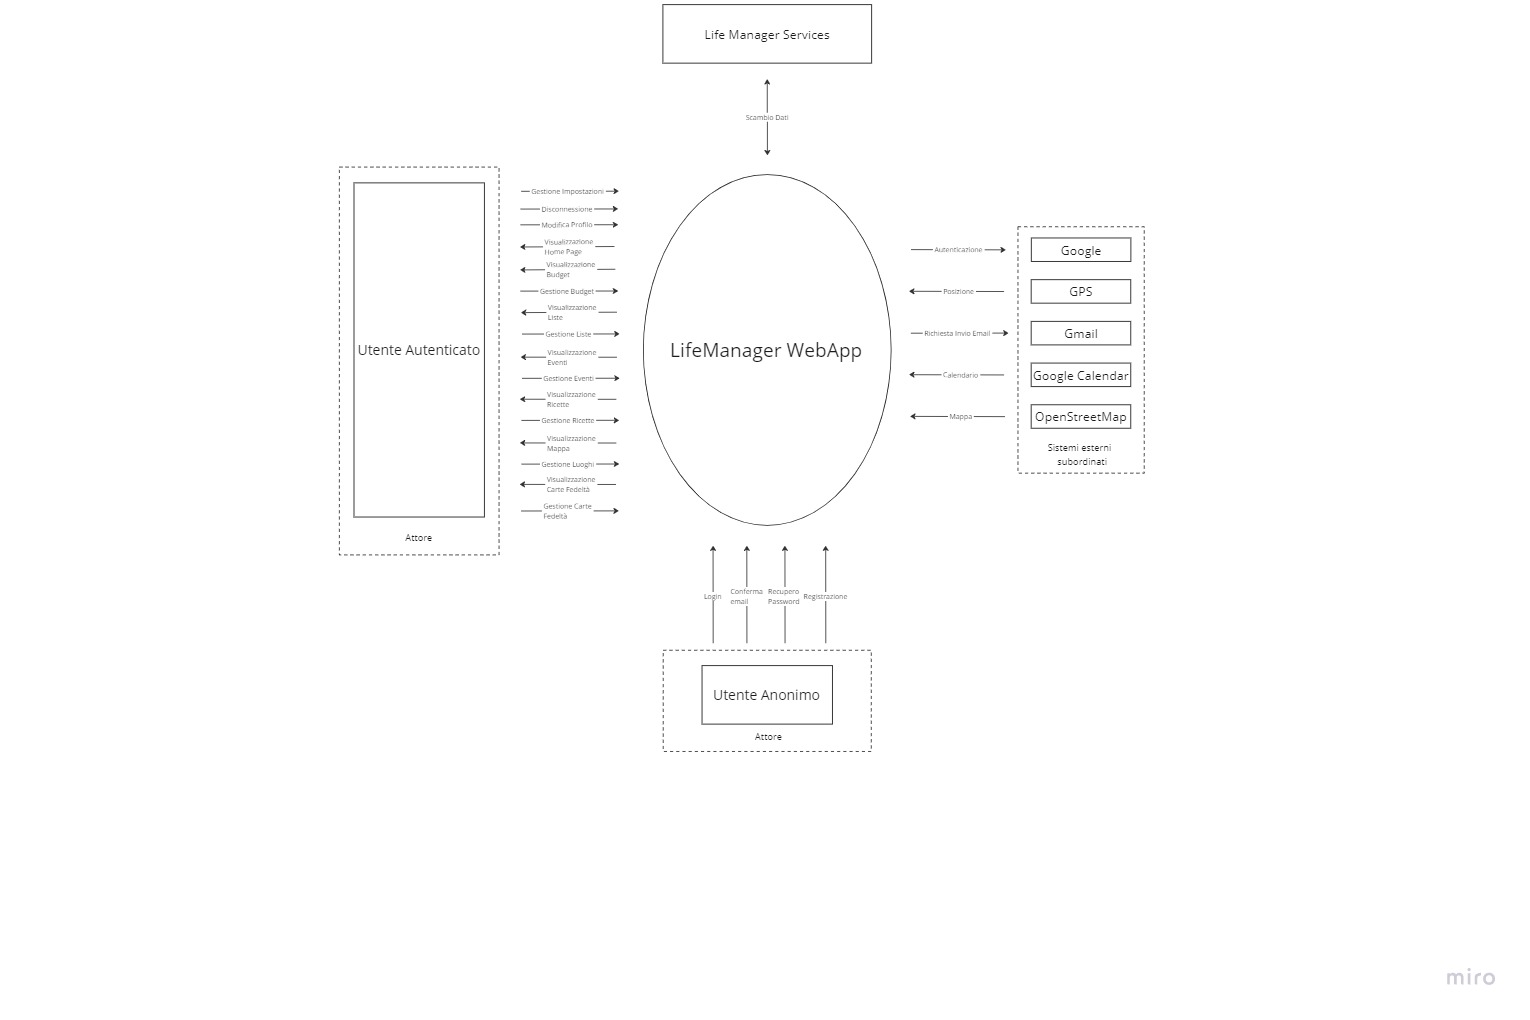 Life Manager Services
Scambio Dati
Gestione Impostazioni
Disconnessione
Modifica Profilo
Visualizzazione
Home Page
Visualizzazione
Budget
Gestione Budget
Visualizzazione
Liste
Gestione Liste
Visualizzazione
Eventi
Gestione Eventi
Visualizzazione
Ricette
Gestione Ricette
Visualizzazione
Mappa
Gestione Luoghi
Visualizzazione
Carte Fedeltà
Gestione Carte
Fedeltà
Utente Autenticato
Attore
LifeManager WebApp
Autenticazione
Posizione
Richiesta Invio Email
Calendario
Mappa
Google
GPS
Gmail
Google Calendar
OpenStreetMap
Sistemi esterni
subordinati
Login
Conferma
email
Recupero
Password
Registrazione
Utente Anonimo
Attore
miro